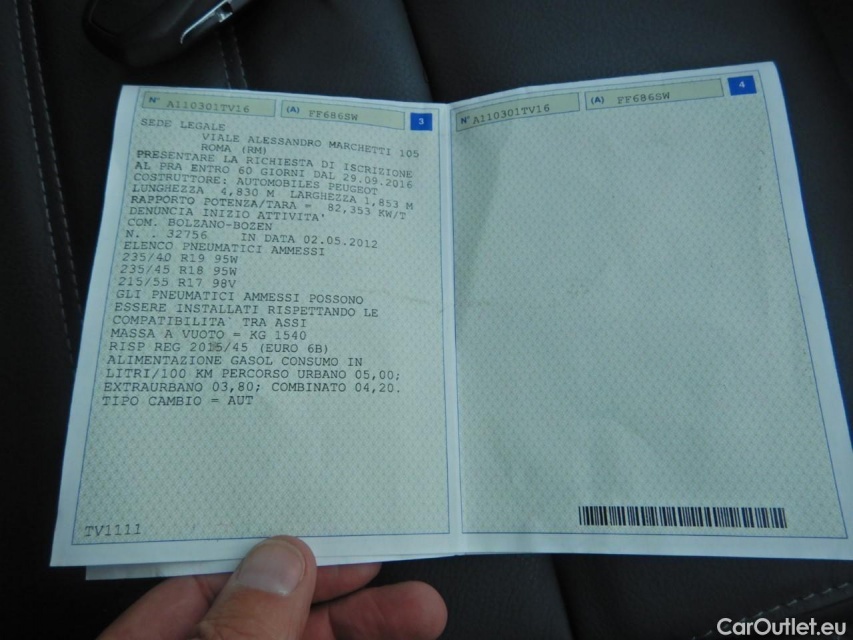 N° A110301TV16 (A) FF686SW 3
SEDE LEGALE
VIALE ALESSANDRO MARCHETTI 105
ROMA (RM)
PRESENTARE LA RICHIESTA DI ISCRIZIONE
AL PRA ENTRO 60 GIORNI DAL 29.09.2016
COSTRUTTORE: AUTOMOBILES PEUGEOT
LUNGHEZZA 4,830 M LARGHEZZA 1,853 M
RAPPORTO POTENZA/TARA = 82,353 KW/T
DENUNCIA INIZIO ATTIVITA'
COM. BOLZANO-BOZEN
N. . 32756 IN DATA 02.05.2012
ELENCO PNEUMATICI AMMESSI
235/40 R19 95W
235/45 R18 95W
215/55 R17 98V
GLI PNEUMATICI AMMESSI POSSONO
ESSERE INSTALLATI RISPETTANDO LE
COMPATIBILITA` TRA ASSI
MASSA A VUOTO = KG 1540
RISP REG 2015/45 (EURO 6B)
ALIMENTAZIONE GASOL CONSUMO IN
LITRI/100 KM PERCORSO URBANO 05,00;
EXTRAURBANO 03,80; COMBINATO 04,20.
TIPO CAMBIO = AUT
TV1111
N° A110301TV16 (A) FF686SW 4
CarOutlet.eu